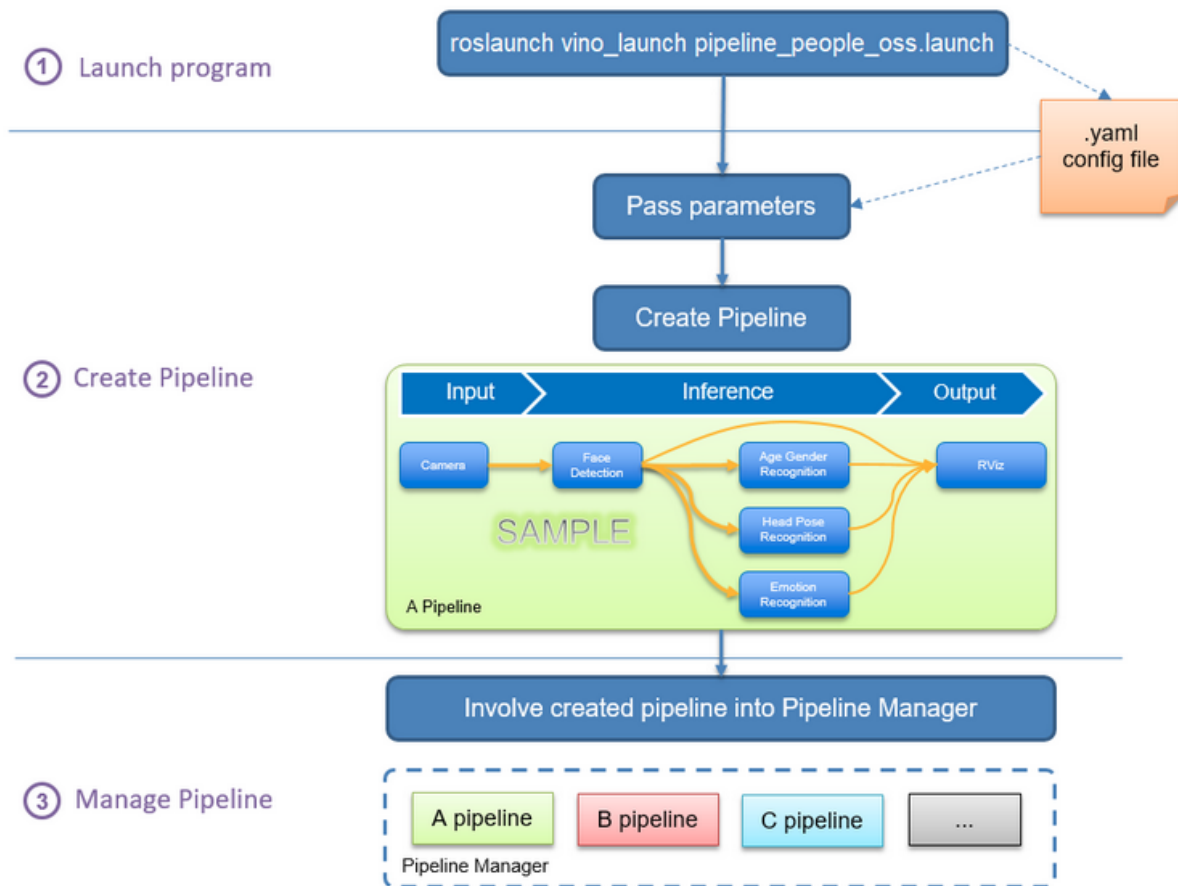 roslaunch vino_launch pipeline_people_oss.launch
1 Launch program
.yaml
config file
Pass parameters
Create Pipeline
2 Create Pipeline
Input
Inference
Output
Camera
Face
Detection
Age Gender
Recognition
RViz
SAMPLE
Head Pose
Recognition
Emotion
Recognition
A Pipeline
Involve created pipeline into Pipeline Manager
3 Manage Pipeline
A pipeline
B pipeline
C pipeline
...
Pipeline Manager